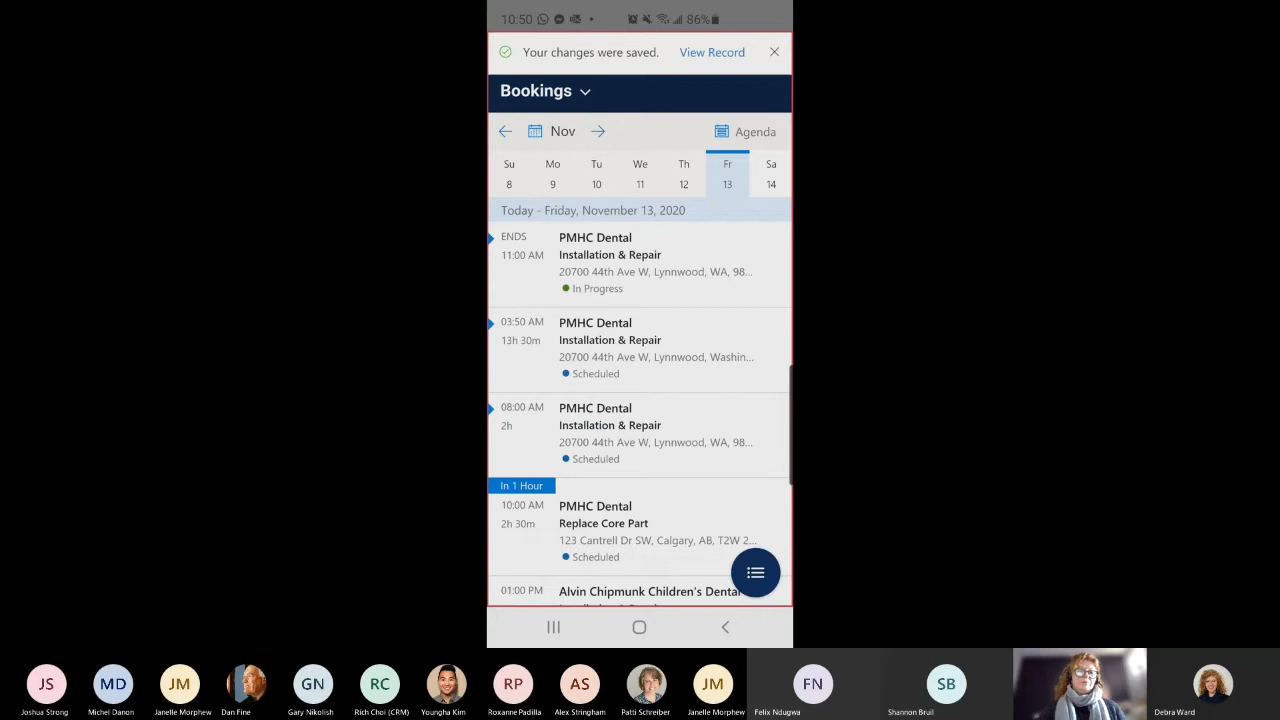 10:50
86%
Your changes were saved. View Record
Bookings
Nov
Agenda
Su Mo Tu We Th Fr Sa
8 9 10 11 12 13 14
Today - Friday, November 13, 2020
ENDS
11:00 AM
PMHC Dental
Installation & Repair
20700 44th Ave W, Lynnwood, WA, 98...
In Progress
03:50 AM
13h 30m
PMHC Dental
Installation & Repair
20700 44th Ave W, Lynnwood, Washin...
Scheduled
08:00 AM
2h
PMHC Dental
Installation & Repair
20700 44th Ave W, Lynnwood, WA, 98...
Scheduled
In 1 Hour
10:00 AM
2h 30m
PMHC Dental
Replace Core Part
123 Cantrell Dr SW, Calgary, AB, T2W 2...
Scheduled
01:00 PM
Alvin Chipmunk Children's Dental
JS MD JM GN RC RP AS JM FN SB
Joshua Strong Michel Danon Janelle Morphew Dan Fine Gary Nikolish Rich Choi (CRM) Youngha Kim Roxanne Padilla Alex Stringham Patti Schreiber Janelle Morphew Felix Ndugwa Shannon Bruil Debra Ward